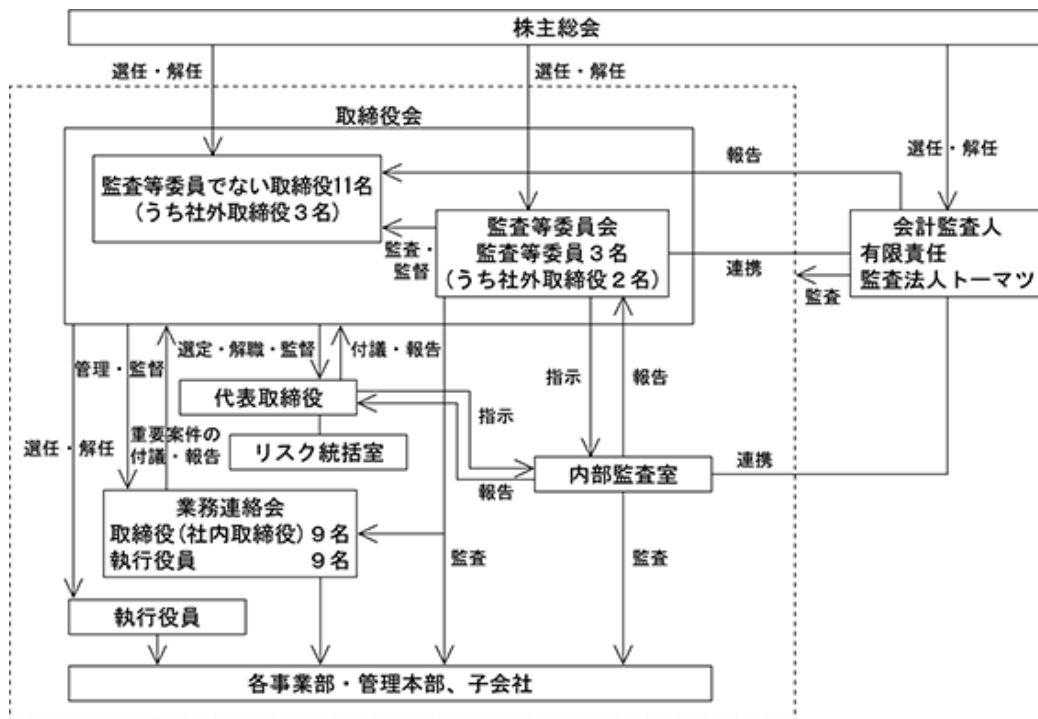 株主総会
選任・解任
選任・解任
選任・解任
取締役会
監査等委員でない取締役11名
(うち社外取締役3名)
報告
監査・
監督
監査等委員会
監査等委員3名
(うち社外取締役2名)
連携
会計監査人
有限責任
監査法人トーマツ
監査
管理・監督
選定・解職・監督
付議・報告
指示
報告
代表取締役
指示
選任・解任
重要案件の
付議・報告
リスク統括室
報告
内部監査室
連携
業務連絡会
取締役(社内取締役)9名
執行役員 9名
監査
監査
執行役員
各事業部・管理本部、子会社